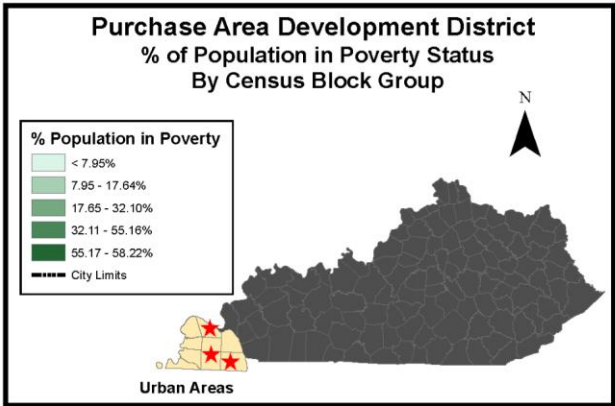 Purchase Area Development District
% of Population in Poverty Status
By Census Block Group
N
% Population in Poverty
< 7.95%
7.95 - 17.64%
17.65 - 32.10%
32.11 - 55.16%
55.17 - 58.22%
City Limits
Urban Areas